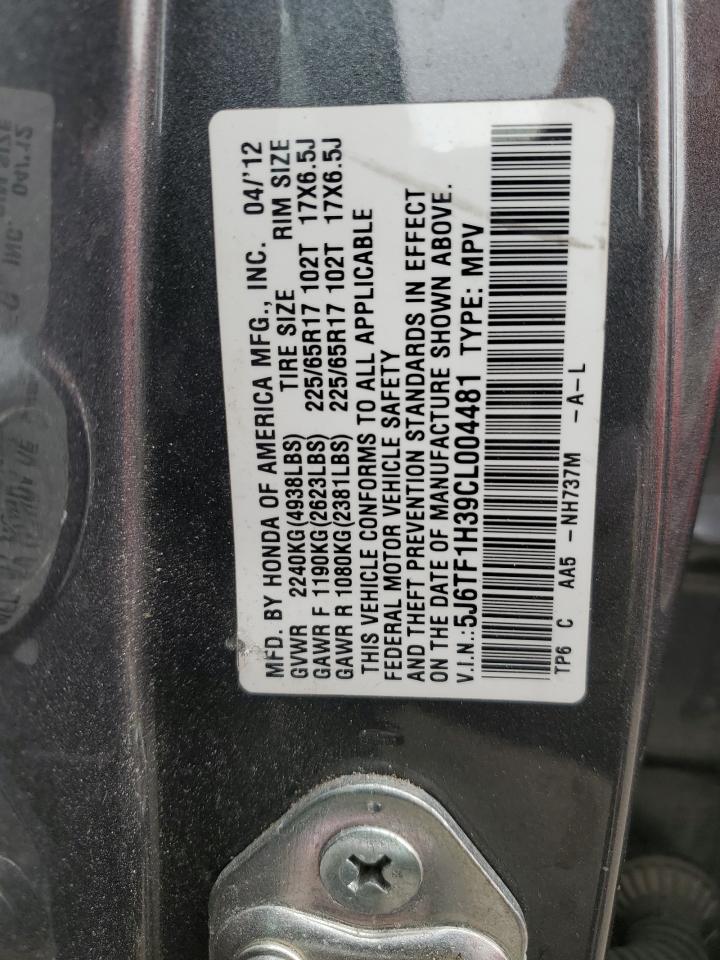 MFD. BY HONDA OF AMERICA MFG., INC. 04/'12
GVWR 2240KG(4938LBS) TIRE SIZE RIM SIZE
GAWR F 1190KG(2623LBS) 225/65R17 102T 17X6.5J
GAWR R 1080KG(2381LBS) 225/65R17 102T 17X6.5J
THIS VEHICLE CONFORMS TO ALL APPLICABLE
FEDERAL MOTOR VEHICLE SAFETY
AND THEFT PREVENTION STANDARDS IN EFFECT
ON THE DATE OF MANUFACTURE SHOWN ABOVE.
V.I.N.:5J6TF1H39CL004481 TYPE: MPV
TP6 C AA5 -NH737M -A-L